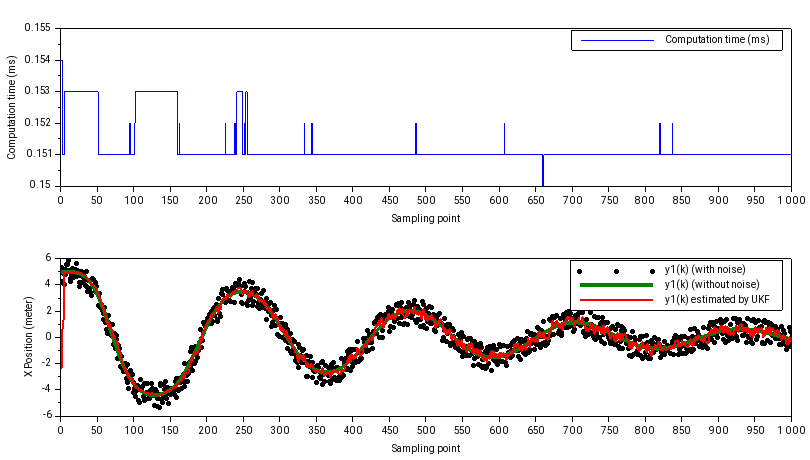 0.155
0.154
0.153
0.152
0.151
0.15
Computation time (ms)
Computation time (ms)
0 50 100 150 200 250 300 350 400 450 500 550 600 650 700 750 800 850 900 950 1 000
Sampling point
6
4
2
0
-2
-4
-6
X Position (meter)
y1(k) (with noise)
y1(k) (without noise)
y1(k) estimated by UKF
0 50 100 150 200 250 300 350 400 450 500 550 600 650 700 750 800 850 900 950 1 000
Sampling point